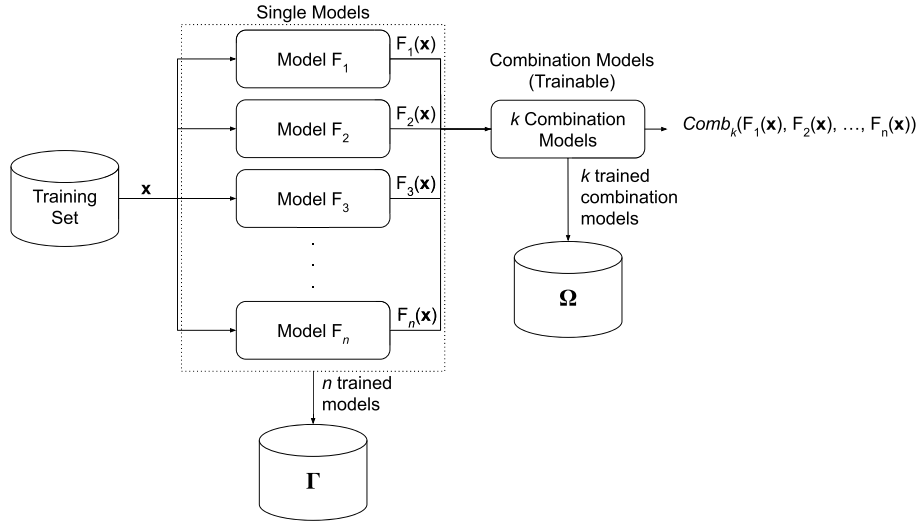 Single Models
Model F1
F1(x)
Model F2
F2(x)
Model F3
F3(x)
.
.
.
Model Fn
Fn(x)
Training
Set
x
Combination Models
(Trainable)
k Combination
Models
Combk(F1(x), F2(x), ..., Fn(x))
k trained
combination
models
Ω
n trained
models
Γ